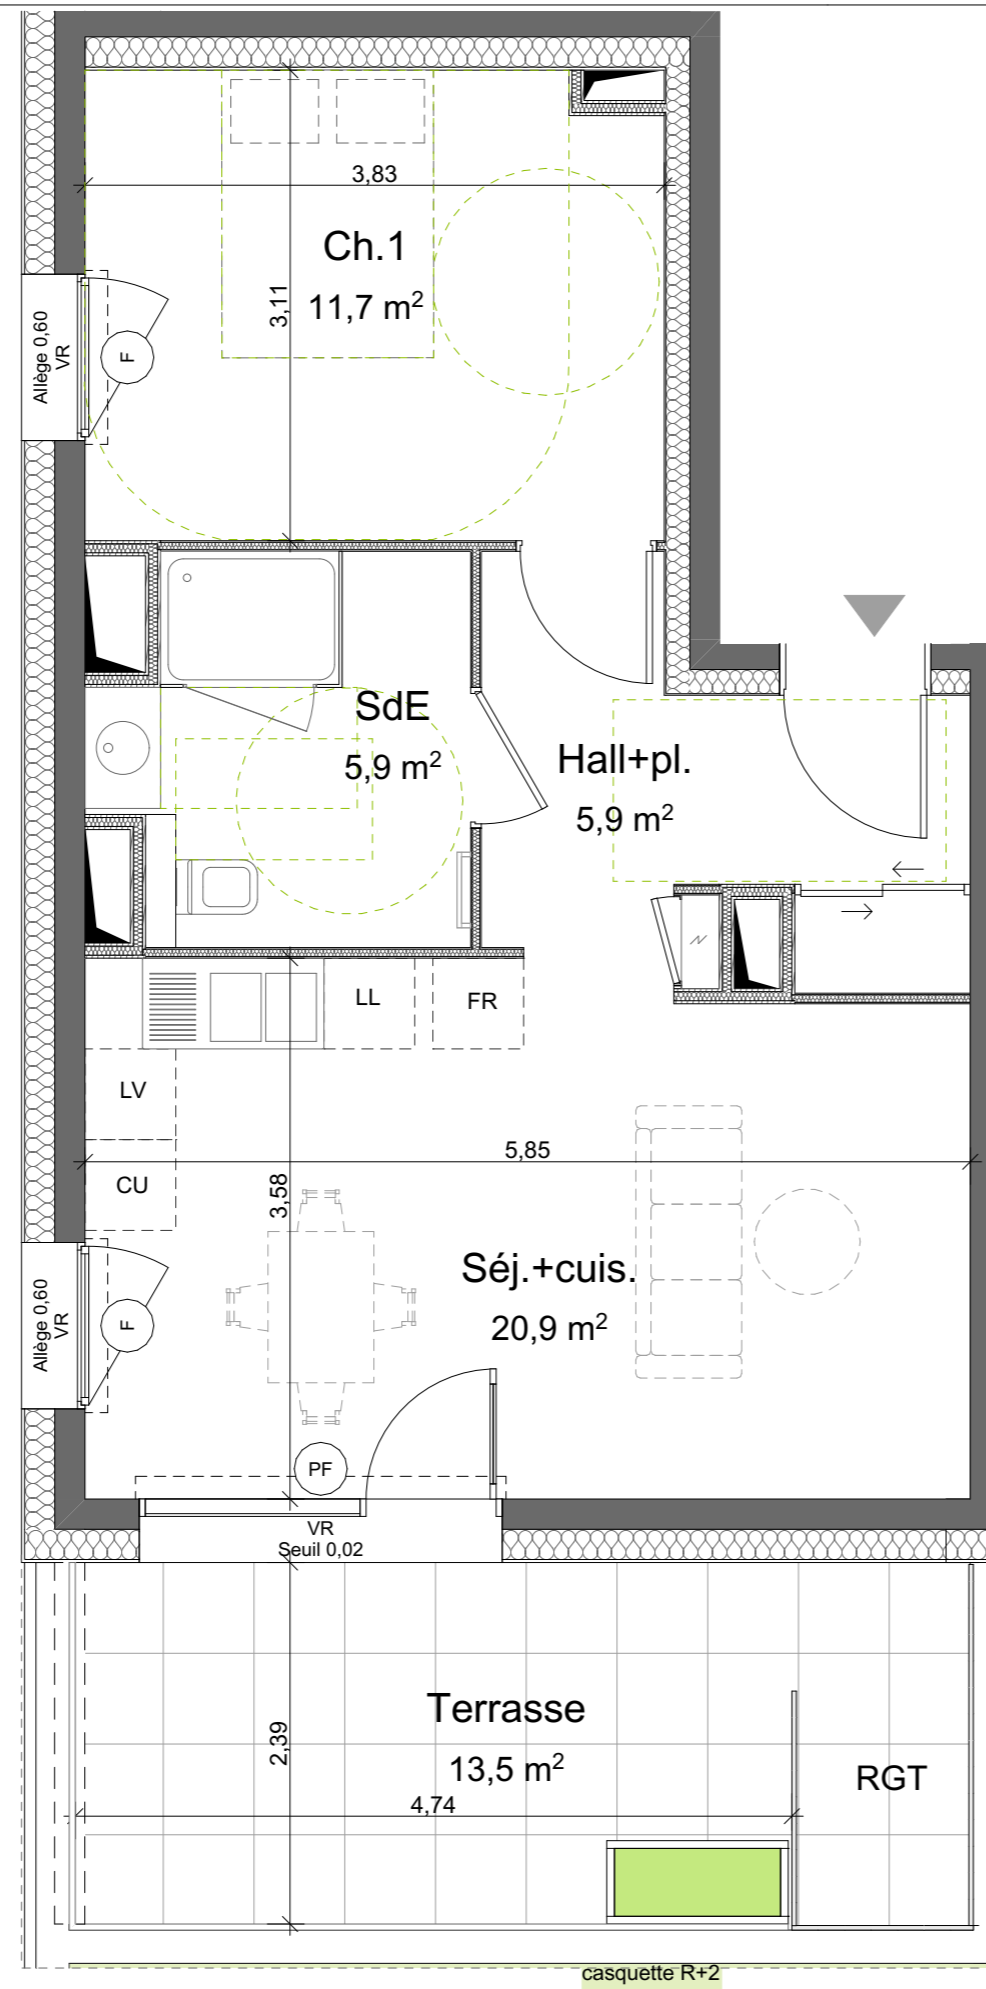 3,83
Ch.1
11,7 m²
3,11
Allège 0,60
VR
F
SdE
5,9 m²
Hall+pl.
5,9 m²
LL
FR
LV
CU
5,85
3,58
Séj.+cuis.
20,9 m²
Allège 0,60
VR
F
PF
VR
Seuil 0,02
Terrasse
13,5 m²
2,39
4,74
RGT
casquette R+2